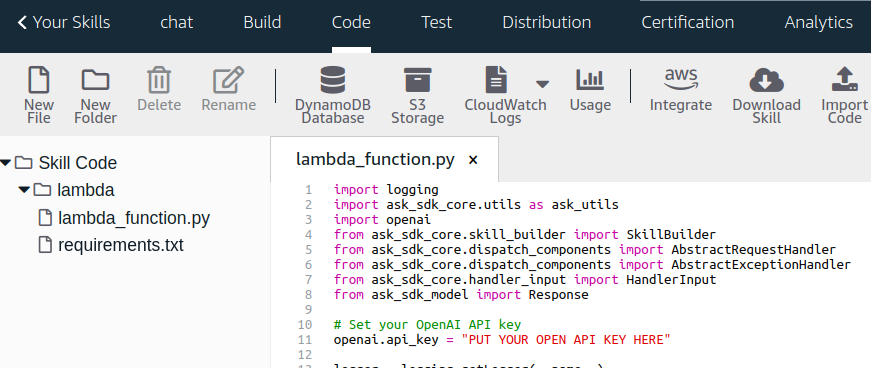 Your Skills chat Build Code Test Distribution Certification Analytics
New File New Folder Delete Rename DynamoDB Database S3 Storage CloudWatch Logs Usage aws Integrate Download Skill Import Code
Skill Code
lambda
lambda_function.py
requirements.txt
lambda_function.py ×
1 import logging
2 import ask_sdk_core.utils as ask_utils
3 import openai
4 from ask_sdk_core.skill_builder import SkillBuilder
5 from ask_sdk_core.dispatch_components import AbstractRequestHandler
6 from ask_sdk_core.dispatch_components import AbstractExceptionHandler
7 from ask_sdk_core.handler_input import HandlerInput
8 from ask_sdk_model import Response
9
10 # Set your OpenAI API key
11 openai.api_key = "PUT YOUR OPEN API KEY HERE"
12